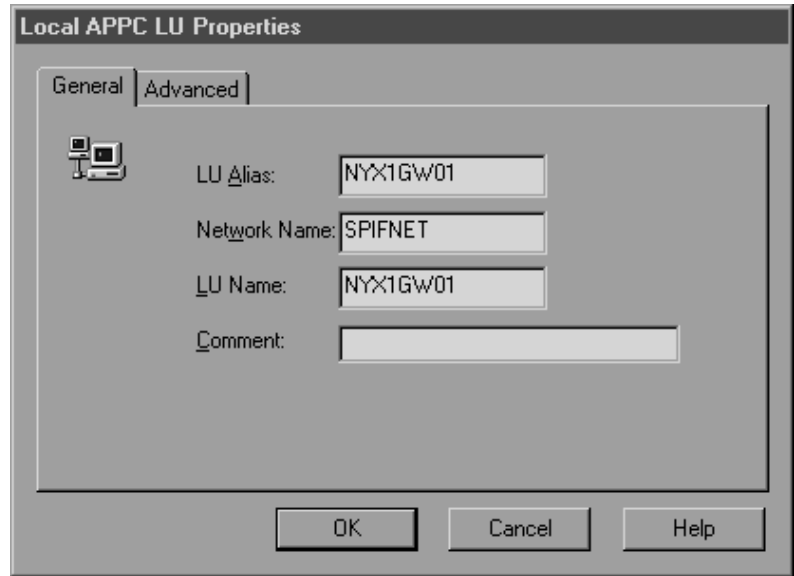 Local APPC LU Properties
General Advanced
LU Alias: NYX1GW01
Network Name: SPIFNET
LU Name: NYX1GW01
Comment:
OK Cancel Help